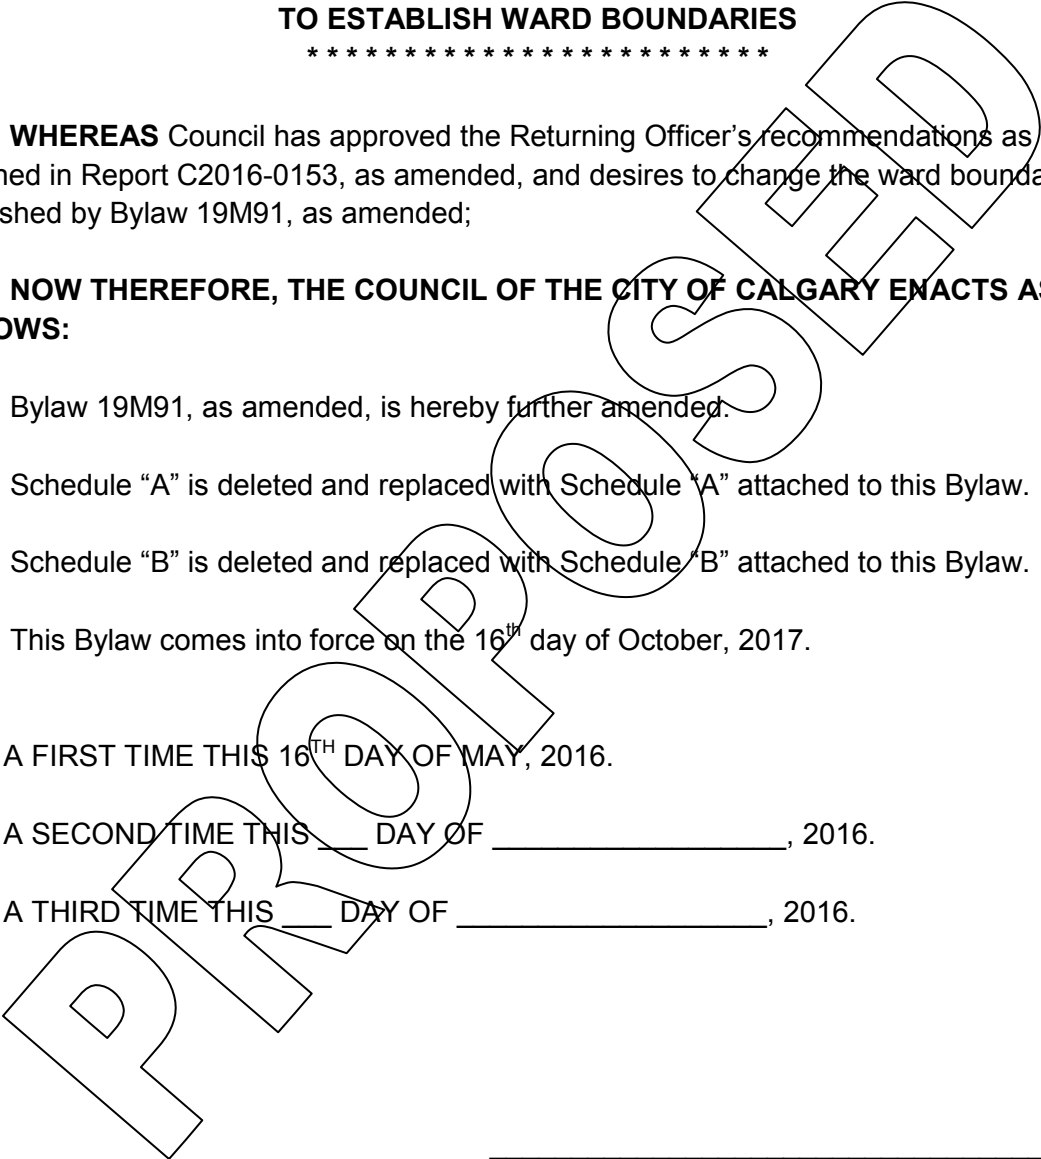 TO ESTABLISH WARD BOUNDARIES
* * * * * * * * * * * * * * * * * * * * * * * *
WHEREAS Council has approved the Returning Officer's recommendations as
ned in Report C2016-0153, as amended, and desires to change the ward bounda
shed by Bylaw 19M91, as amended;
NOW THEREFORE, THE COUNCIL OF THE CITY OF CALGARY ENACTS AS
OWS:
Bylaw 19M91, as amended, is hereby further amended:
Schedule “A” is deleted and replaced with Schedule “A” attached to this Bylaw.
Schedule “B” is deleted and replaced with Schedule “B” attached to this Bylaw.
This Bylaw comes into force on the 16th day of October, 2017.
A FIRST TIME THIS 16TH DAY OF MAY, 2016.
A SECOND TIME THIS ___ DAY OF __________________, 2016.
A THIRD TIME THIS ___ DAY OF ___________________, 2016.
PROPOSED